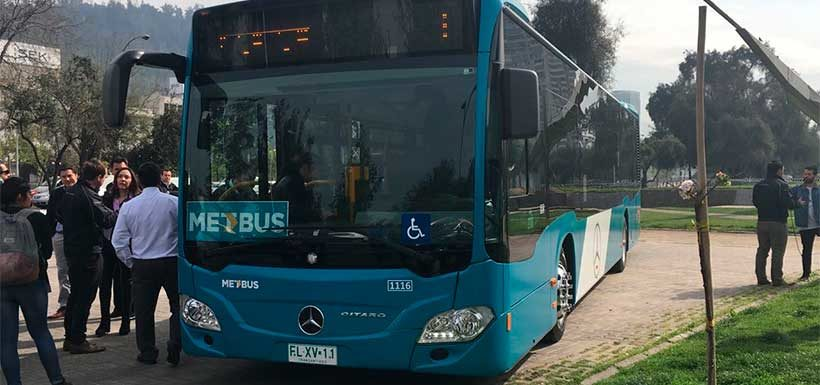 METBUS
METBUS
1116
CITARO
FL·XV·11